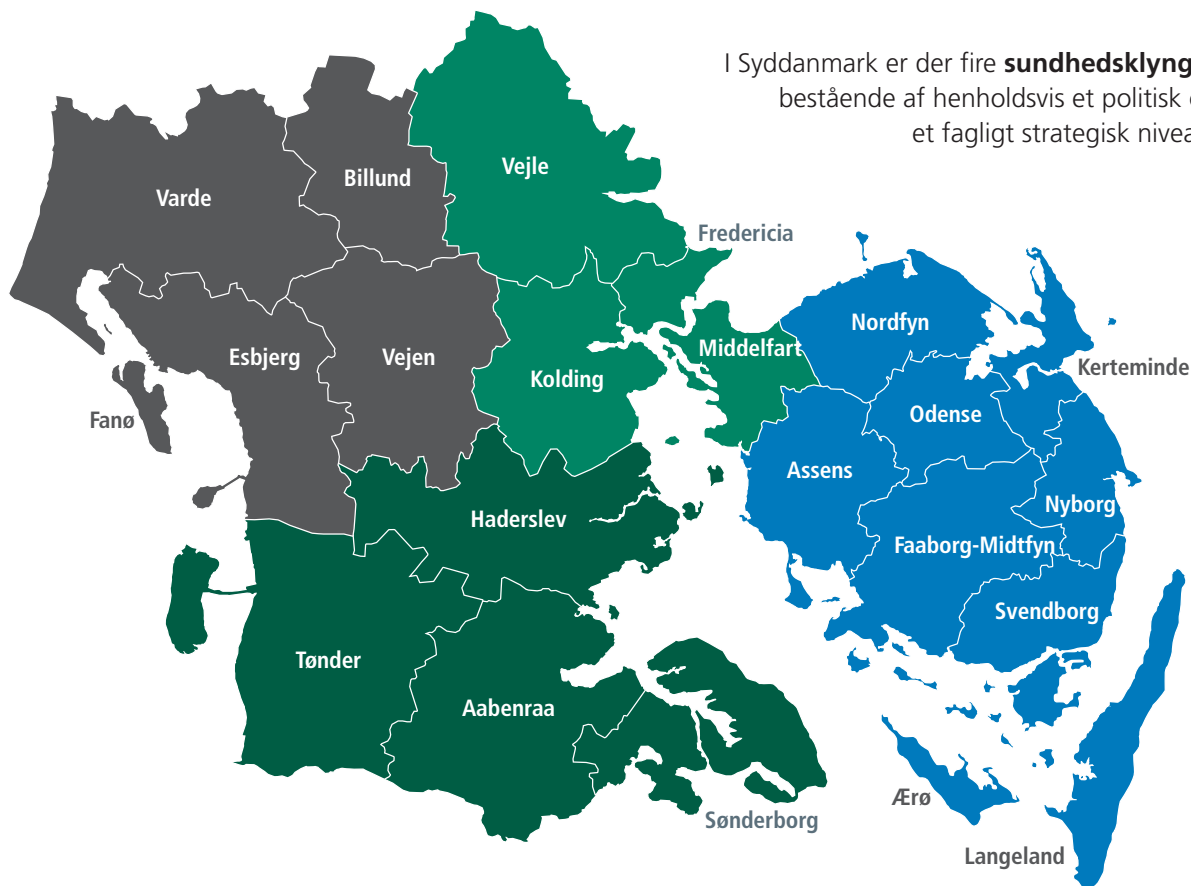 I Syddanmark er der fire sundhedsklyng
bestående af henholdsvis et politisk
et fagligt strategisk nivea
Vejle
Billund
Varde
Fredericia
Nordfyn
Middelfart
Esbjerg
Vejen
Kerteminde
Kolding
Odense
Fanø
Assens
Nyborg
Haderslev
Faaborg-Midtfyn
Svendborg
Tønder
Aabenraa
Ærø
Sønderborg
Langeland